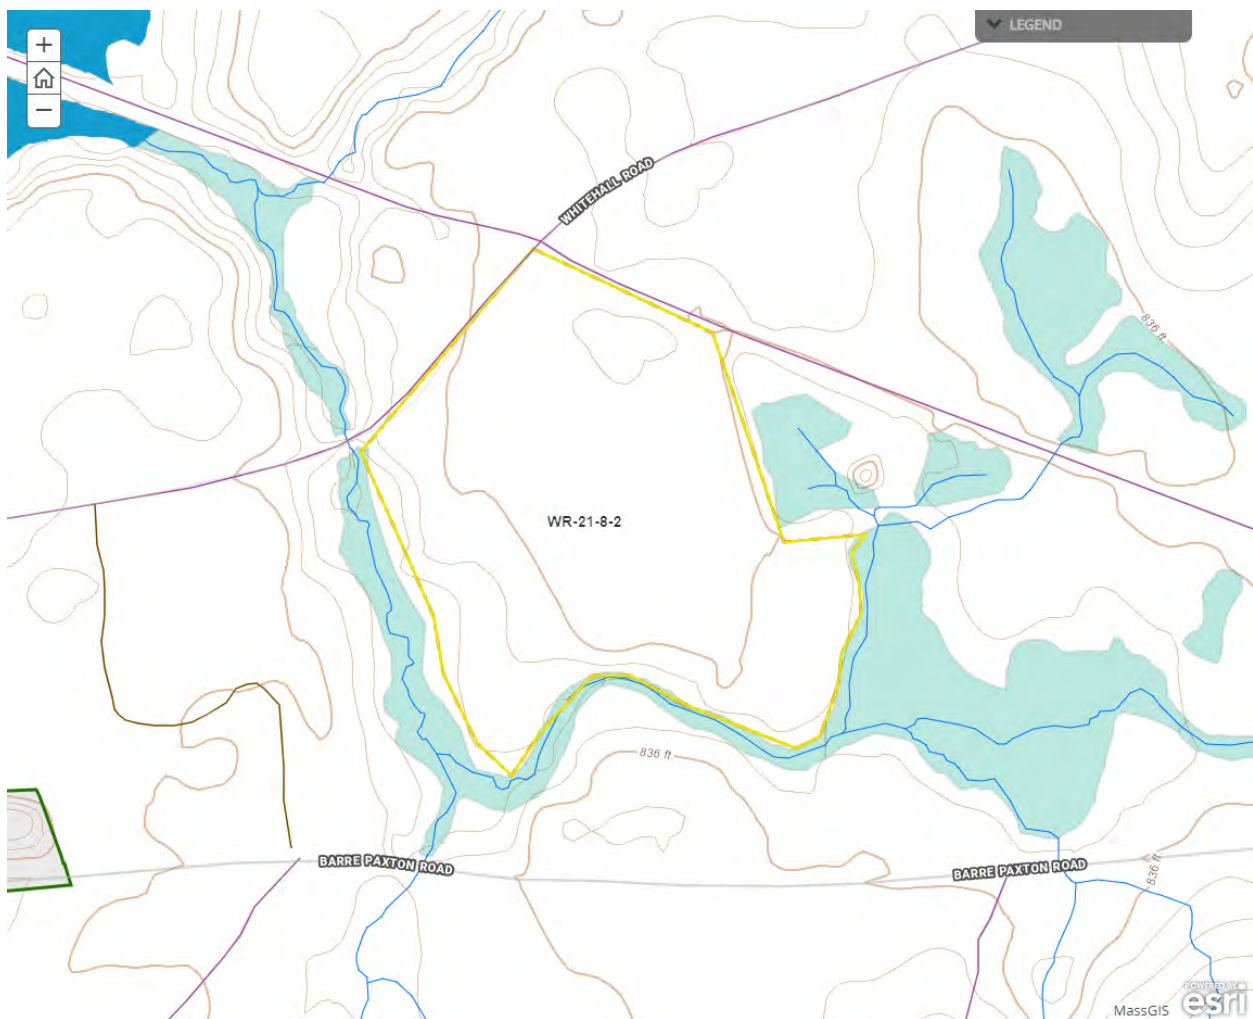 +
LEGEND
−
WHITEHALL ROAD
836 ft
WR-21-8-2
836 ft
BARRE PAXTON ROAD
BARRE PAXTON ROAD
836 ft
POWERED BY
esri
MassGIS